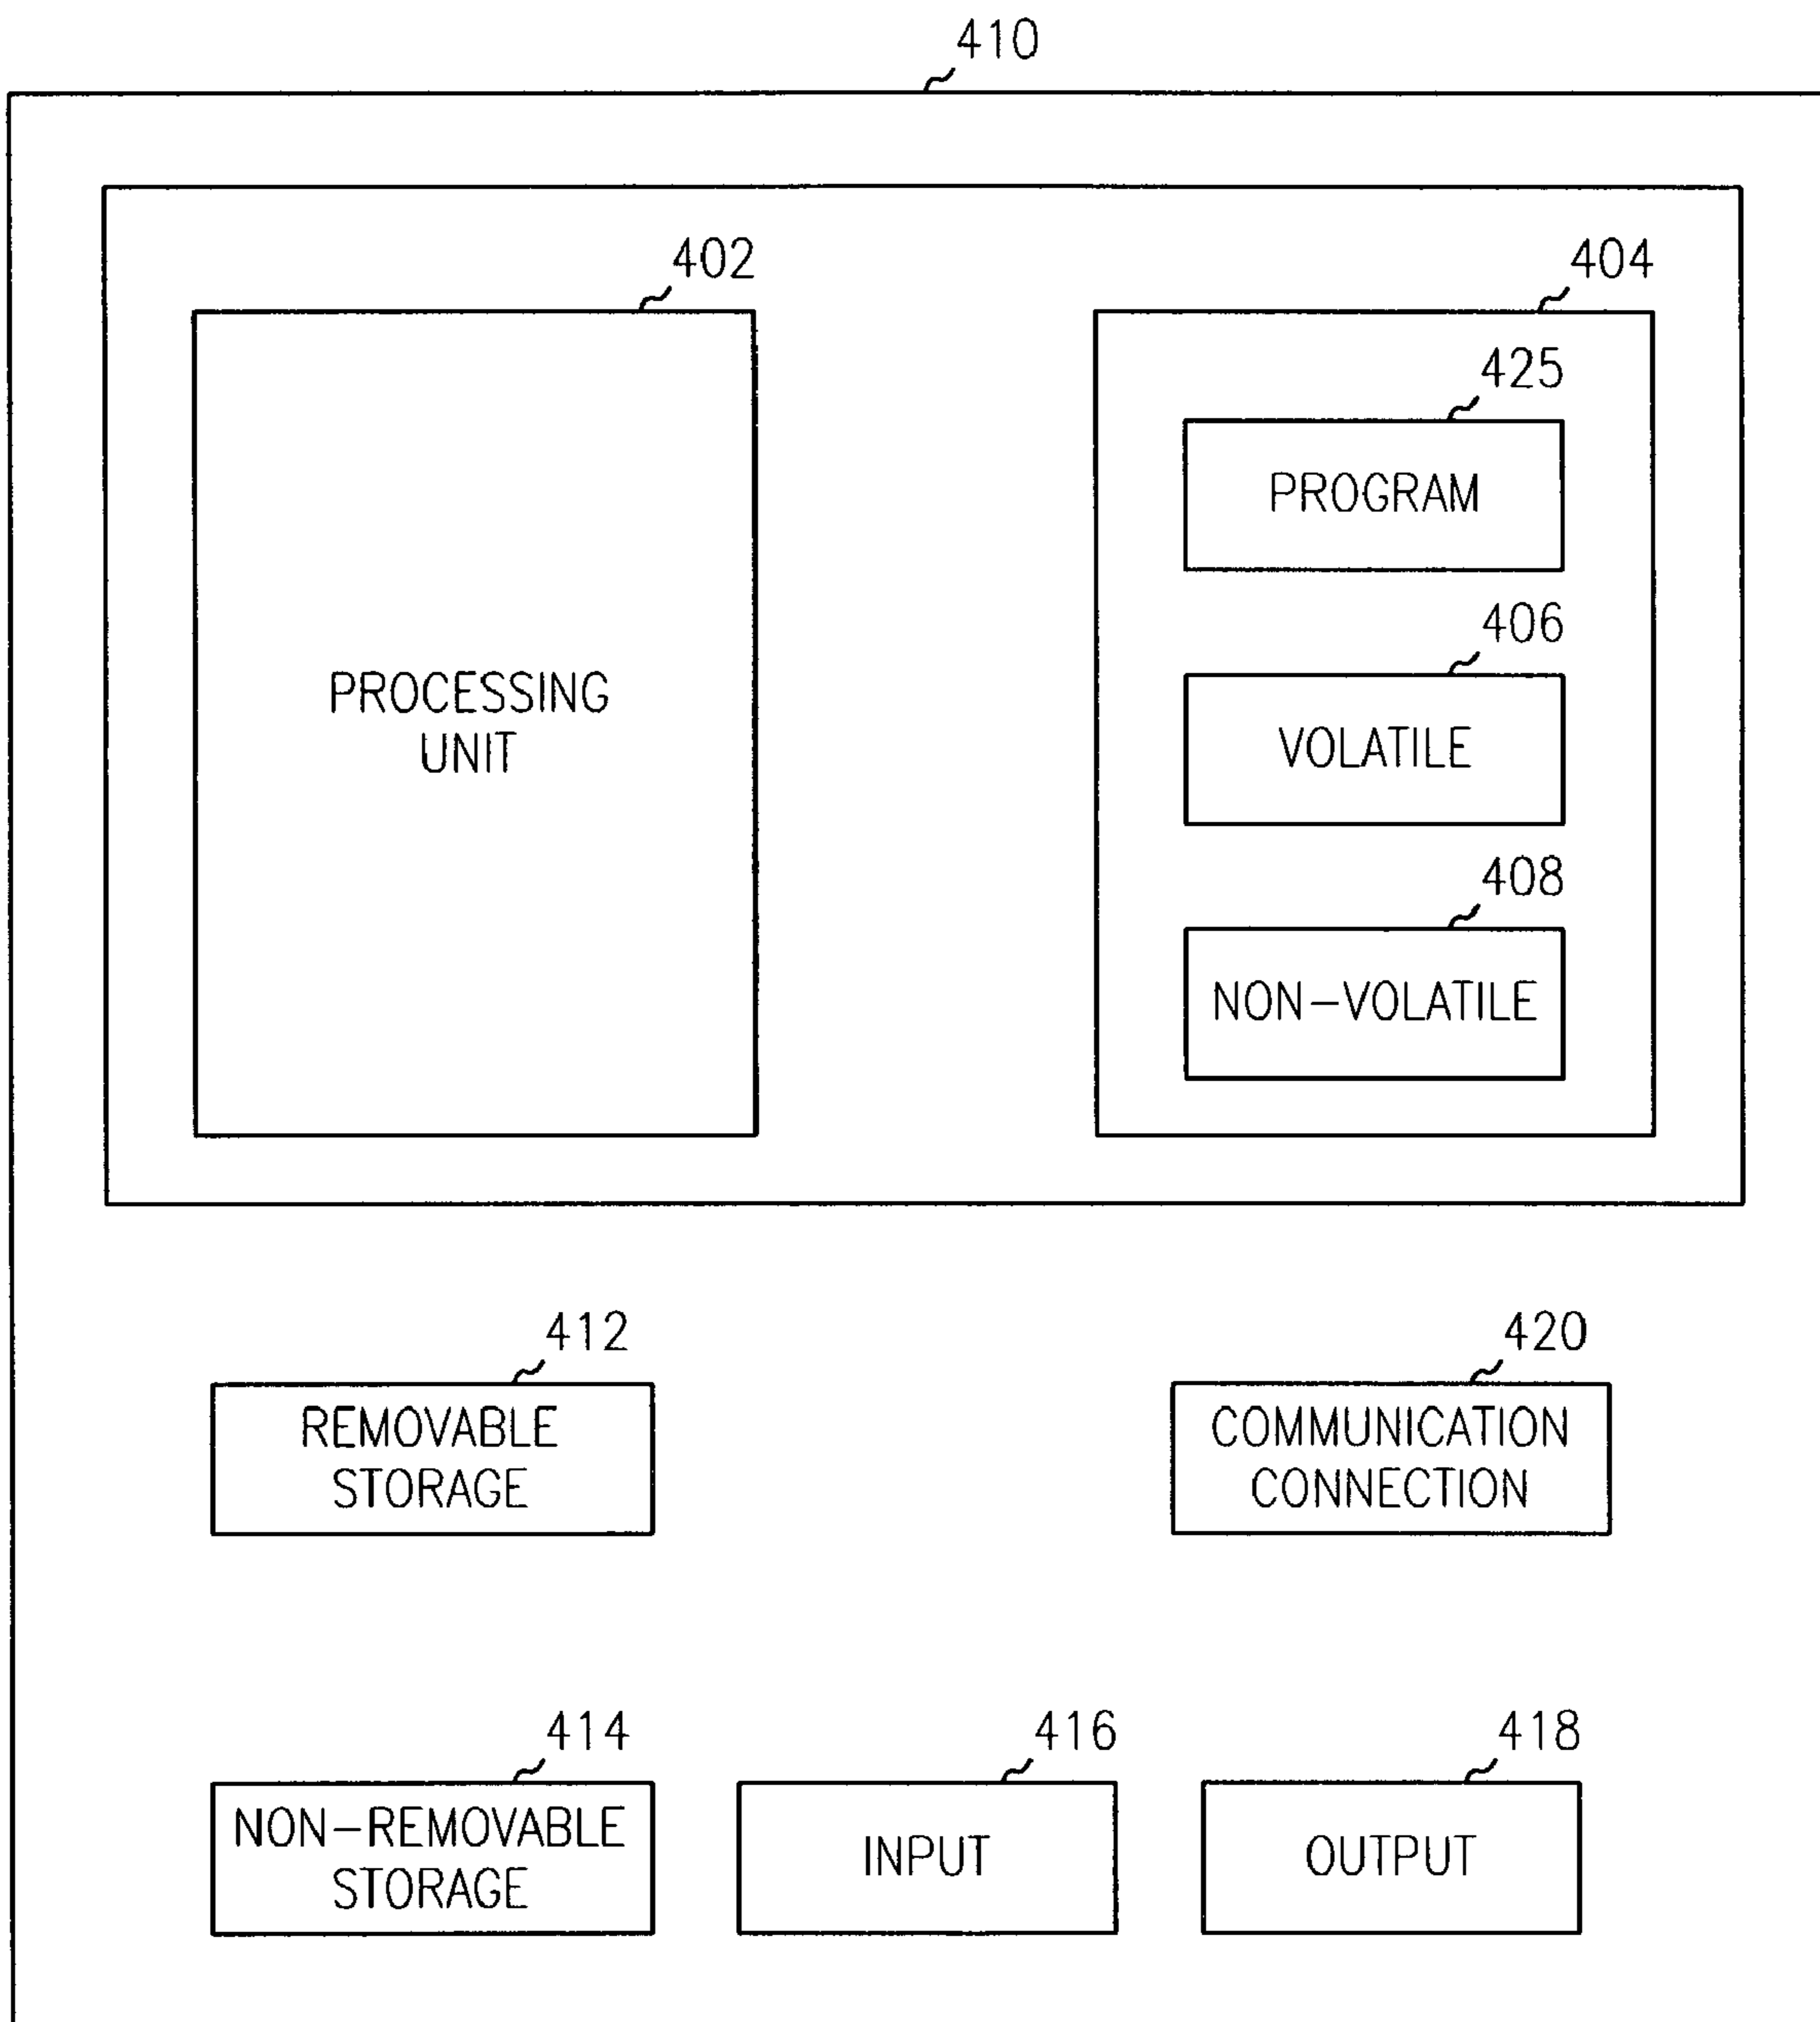 410
402
404
425
PROGRAM
406
PROCESSING
UNIT
VOLATILE
408
NON-VOLATILE
412
420
REMOVABLE
STORAGE
COMMUNICATION
CONNECTION
414
416
418
NON-REMOVABLE
STORAGE
INPUT
OUTPUT